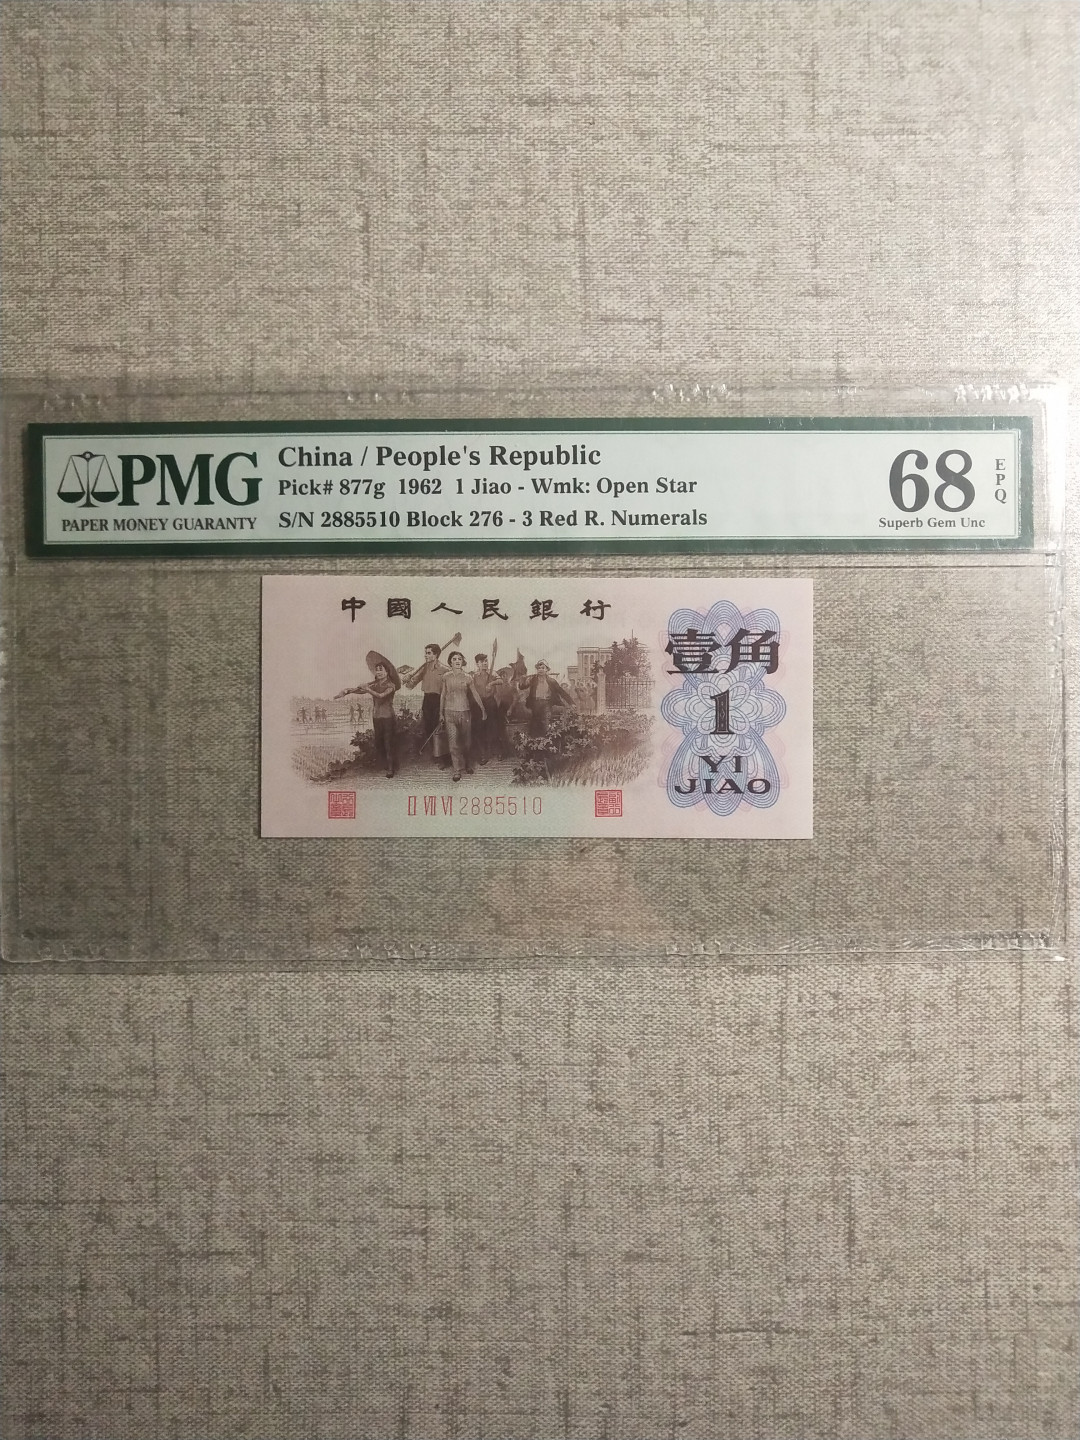 PMG
PAPER MONEY GUARANTY
China / People's Republic
Pick# 877g 1962 1 Jiao - Wmk: Open Star
S/N 2885510 Block 276 - 3 Red R. Numerals
68
EPQ
Superb Gem Unc
中國人民銀行
壹角
1
YI
JIAO
II VII VI 2885510